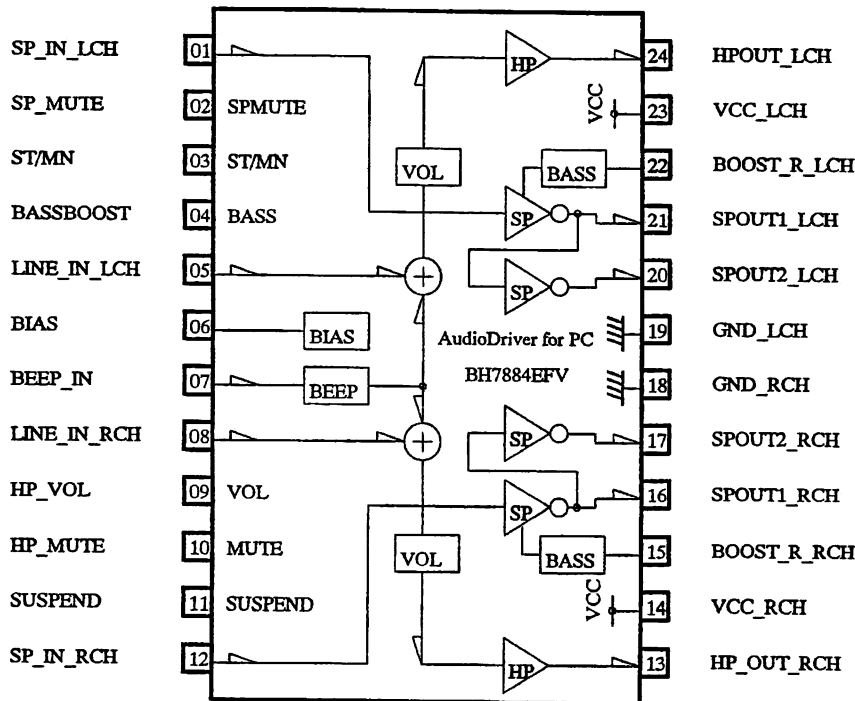 SP_IN_LCH 01 HP 24 HPOUT_LCH
SP_MUTE 02 SPMUTE VCC 23 VCC_LCH
ST/MN 03 ST/MN VOL BASS 22 BOOST_R_LCH
BASSBOOST 04 BASS SP 21 SPOUT1_LCH
LINE_IN_LCH 05 + SP 20 SPOUT2_LCH
BIAS 06 BIAS AudioDriver for PC 19 GND_LCH
BEEP_IN 07 BEEP BH7884EFV 18 GND_RCH
LINE_IN_RCH 08 + SP 17 SPOUT2_RCH
HP_VOL 09 VOL SP 16 SPOUT1_RCH
HP_MUTE 10 MUTE VOL BASS 15 BOOST_R_RCH
SUSPEND 11 SUSPEND VCC 14 VCC_RCH
SP_IN_RCH 12 HP 13 HP_OUT_RCH